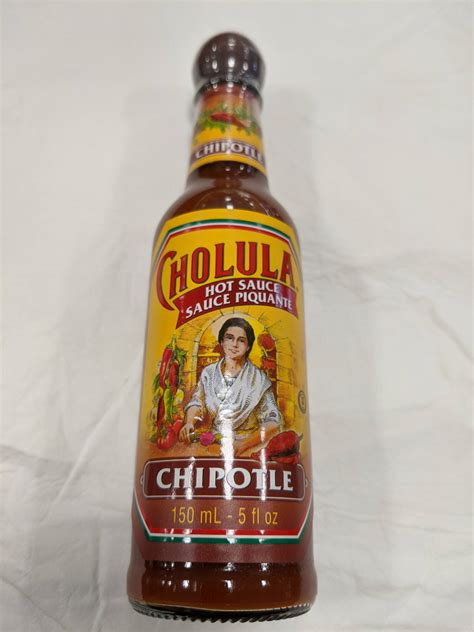 CHIPOTLE
CHOLULA
HOT SAUCE
SAUCE PIQUANTE
CHIPOTLE
150 mL - 5 fl oz